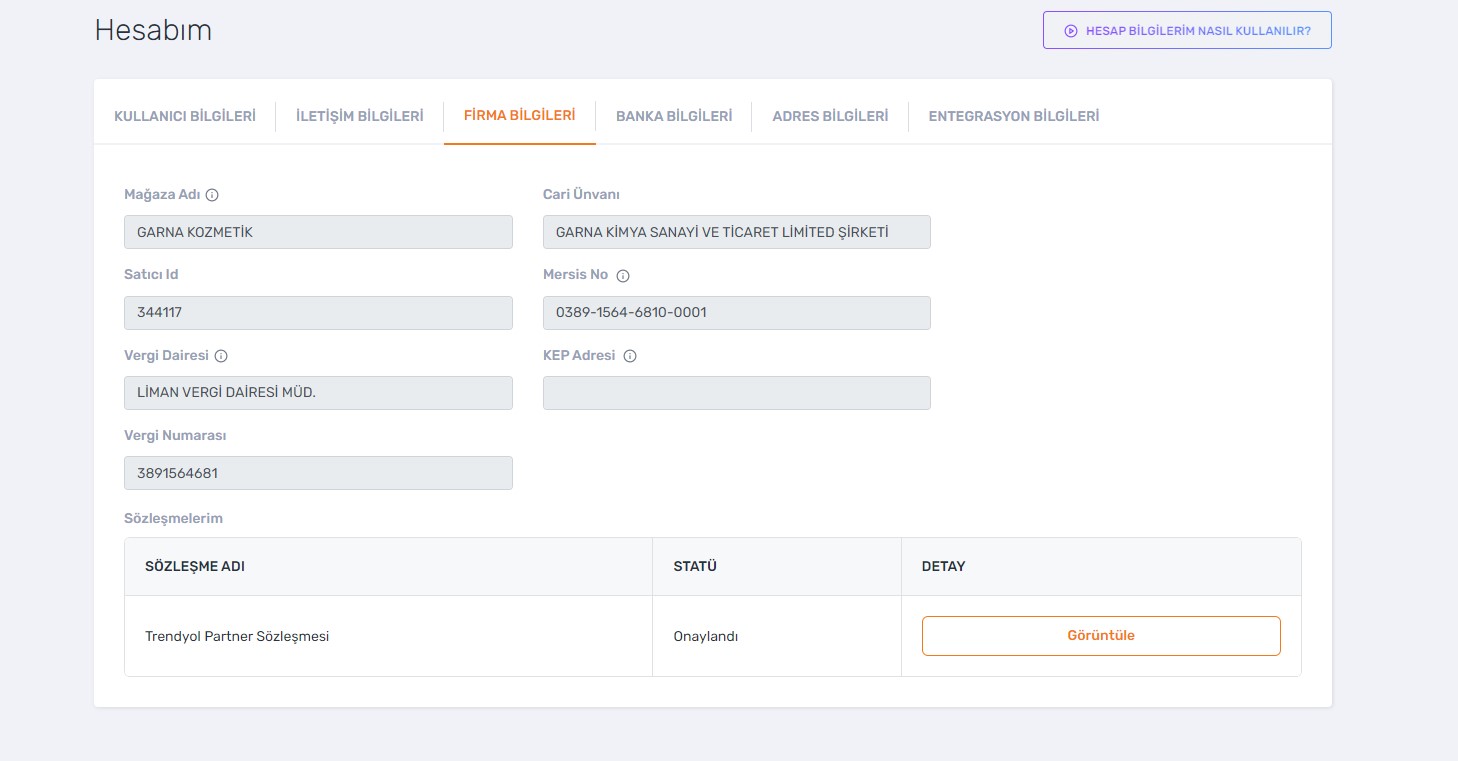 Hesabım
HESAP BİLGİLERİM NASIL KULLANILIR?
KULLANICI BİLGİLERİ
İLETİŞİM BİLGİLERİ
FİRMA BİLGİLERİ
BANKA BİLGİLERİ
ADRES BİLGİLERİ
ENTEGRASYON BİLGİLERİ
Mağaza Adı
Cari Ünvanı
GARNA KOZMETİK
GARNA KİMYA SANAYİ VE TİCARET LİMİTED ŞİRKETİ
Satıcı Id
Mersis No
344117
0389-1564-6810-0001
Vergi Dairesi
KEP Adresi
LİMAN VERGİ DAİRESİ MÜD.
Vergi Numarası
3891564681
Sözleşmelerim
SÖZLEŞME ADI
STATÜ
DETAY
Trendyol Partner Sözleşmesi
Onaylandı
Görüntüle